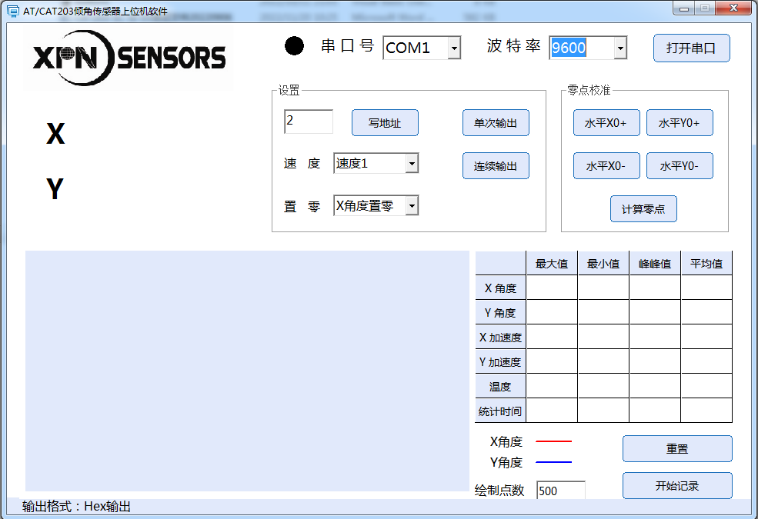 AT/CAT203倾角传感器上位机软件
XPN SENSORS
串口号 COM1 波特率 9600 打开串口
设置
2 写地址 单次输出
速 度 速度1 连续输出
置 零 X角度置零
零点校准
水平X0+ 水平Y0+
水平X0- 水平Y0-
计算零点
X
Y
最大值 最小值 峰峰值 平均值
X 角度
Y 角度
X 加速度
Y 加速度
温度
统计时间
X角度
Y角度
重置
绘制点数 500 开始记录
输出格式：Hex输出